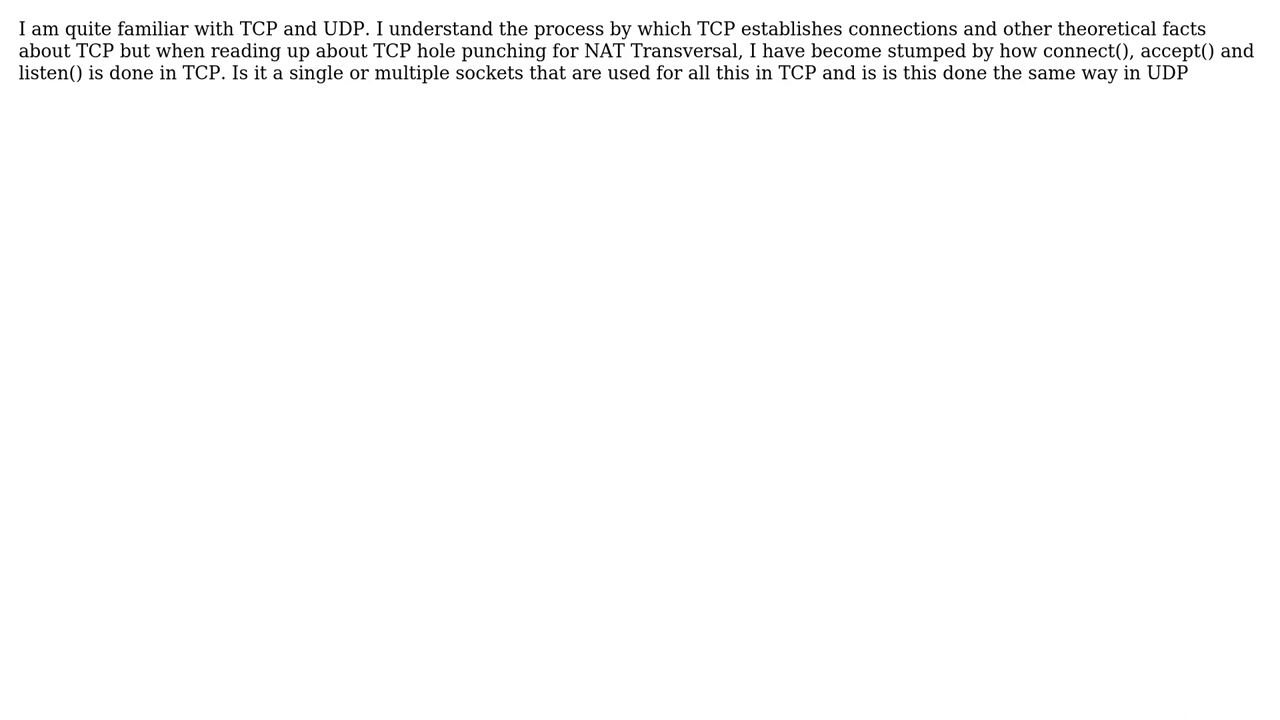 I am quite familiar with TCP and UDP. I understand the process by which TCP establishes connections and other theoretical facts
about TCP but when reading up about TCP hole punching for NAT Transversal, I have become stumped by how connect(), accept() and
listen() is done in TCP. Is it a single or multiple sockets that are used for all this in TCP and is is this done the same way in UDP